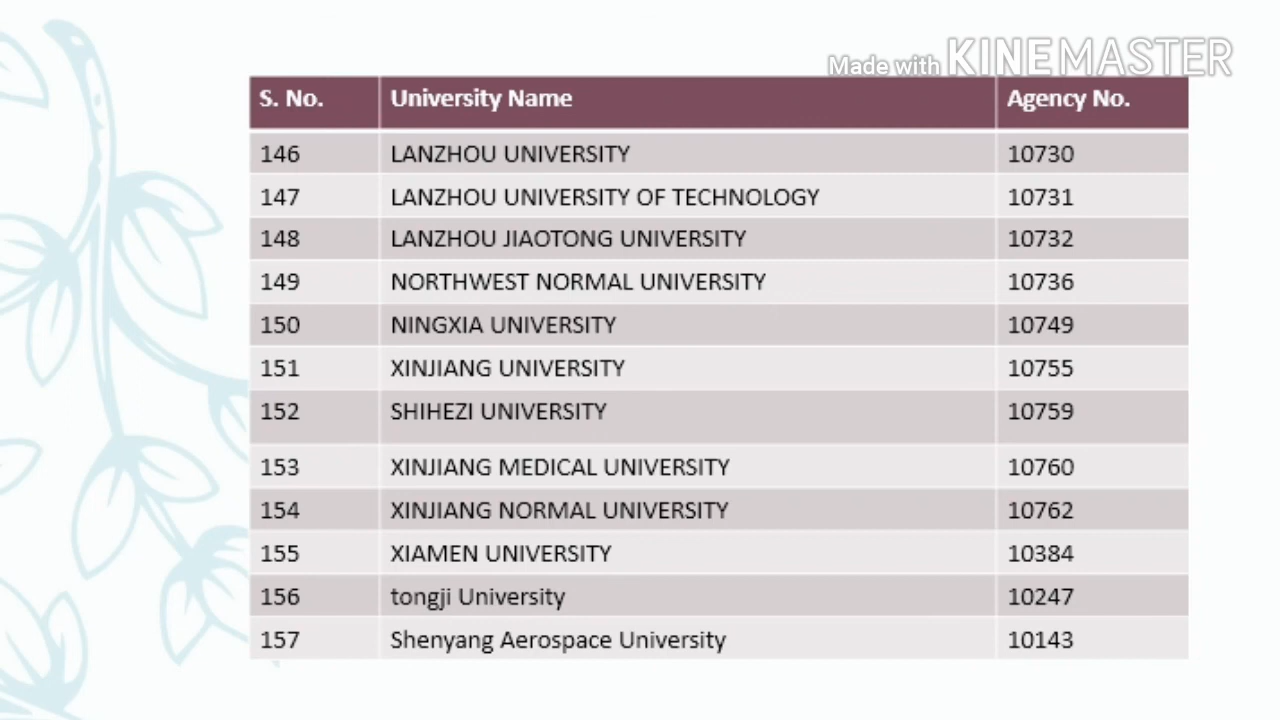 Made with KINEMASTER
S. No. University Name Agency No.
146 LANZHOU UNIVERSITY 10730
147 LANZHOU UNIVERSITY OF TECHNOLOGY 10731
148 LANZHOU JIAOTONG UNIVERSITY 10732
149 NORTHWEST NORMAL UNIVERSITY 10736
150 NINGXIA UNIVERSITY 10749
151 XINJIANG UNIVERSITY 10755
152 SHIHEZI UNIVERSITY 10759
153 XINJIANG MEDICAL UNIVERSITY 10760
154 XINJIANG NORMAL UNIVERSITY 10762
155 XIAMEN UNIVERSITY 10384
156 tongji University 10247
157 Shenyang Aerospace University 10143